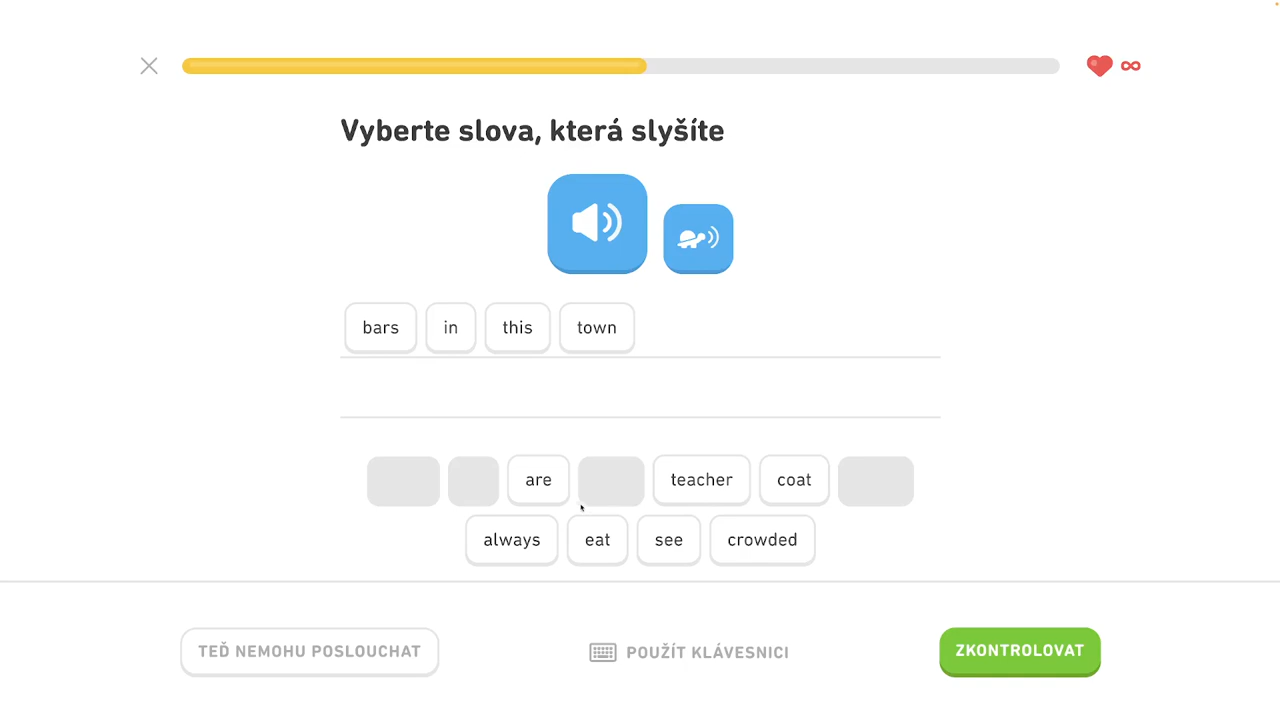 Vyberte slova, která slyšíte
bars in this town
are teacher coat
always eat see crowded
TEĎ NEMOHU POSLOUCHAT POUŽÍT KLÁVESNICI ZKONTROLOVAT